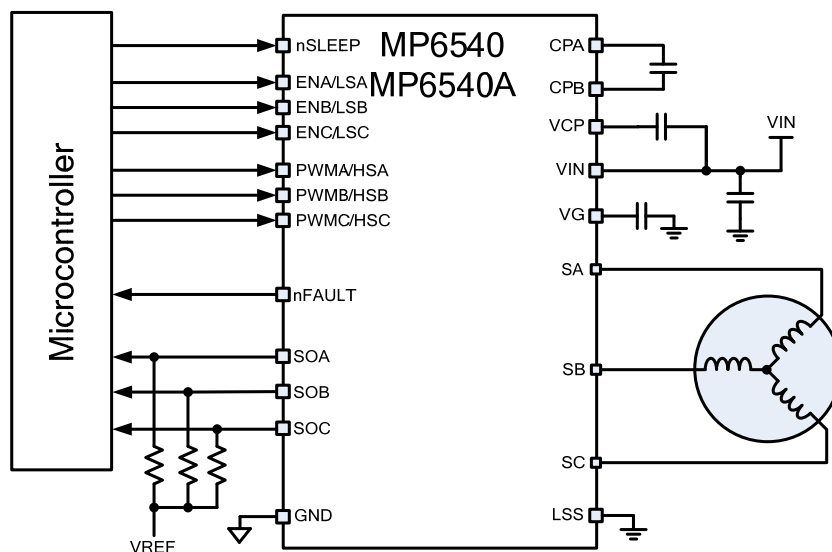 Microcontroller
MP6540
MP6540A
nSLEEP
ENA/LSA
ENB/LSB
ENC/LSC
PWMA/HSA
PWMB/HSB
PWMC/HSC
nFAULT
SOA
SOB
SOC
GND
VREF
CPA
CPB
VCP
VIN
VIN
VG
SA
SB
SC
LSS